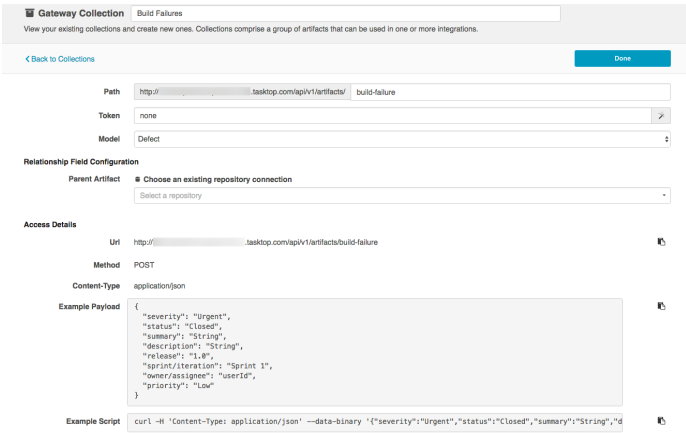 Gateway Collection Build Failures
View your existing collections and create new ones. Collections comprise a group of artifacts that can be used in one or more integrations.
Back to Collections
Done
Path http:// .tasktop.com/api/v1/artifacts/ build-failure
Token none
Model Defect
Relationship Field Configuration
Parent Artifact Choose an existing repository connection
Select a repository
Access Details
Url http:// .tasktop.com/api/v1/artifacts/build-failure
Method POST
Content-Type application/json
Example Payload {
"severity": "Urgent",
"status": "Closed",
"summary": "String",
"description": "String",
"release": "1.0",
"sprint/iteration": "Sprint 1",
"owner/assignee": "userId",
"priority": "Low"
}
Example Script curl -H 'Content-Type: application/json' --data-binary '{"severity":"Urgent","status":"Closed","summary":"String","d